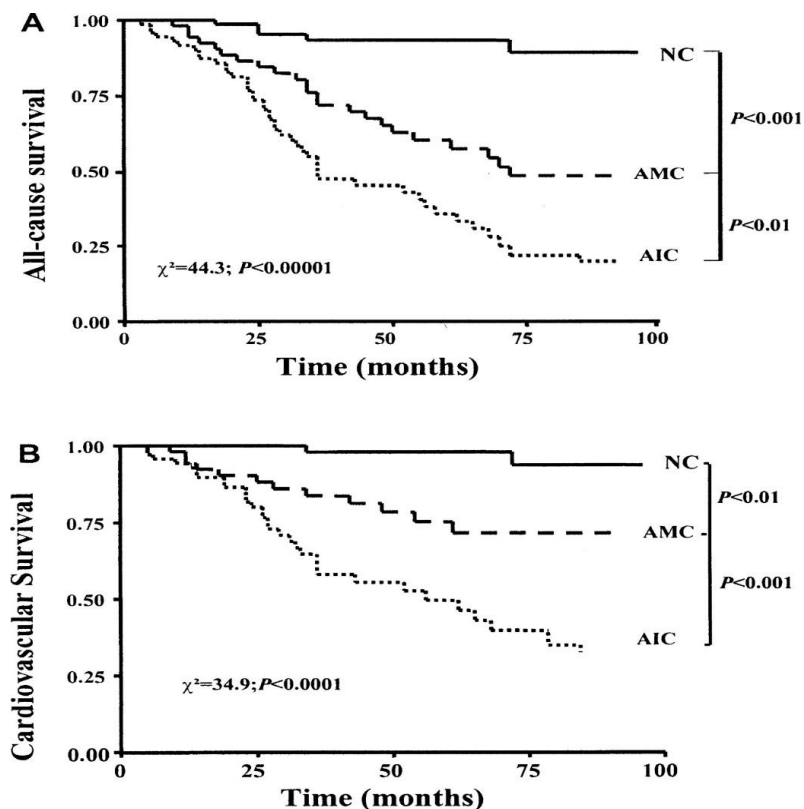 A
All-cause survival
1.00
0.75
0.50
0.25
0.00
NC
P<0.001
AMC
P<0.01
AIC
χ²=44.3; P<0.00001
0 25 50 75 100
Time (months)
B
Cardiovascular Survival
1.00
0.75
0.50
0.25
0.00
NC
P<0.01
AMC
P<0.001
AIC
χ²=34.9;P<0.0001
0 25 50 75 100
Time (months)